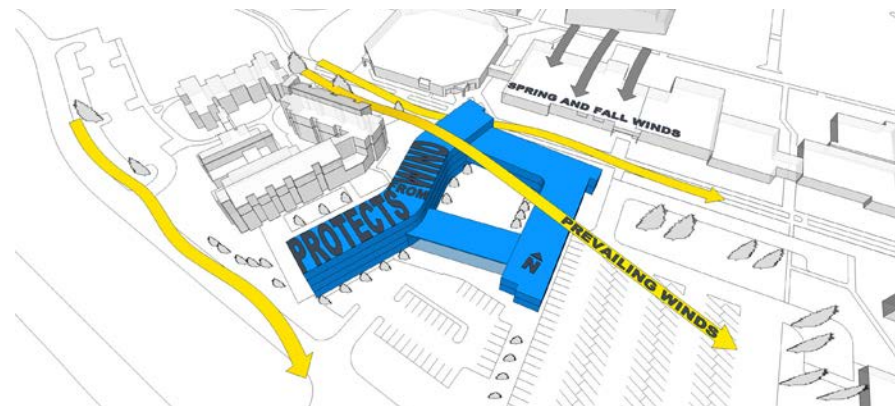 SPRING AND FALL WINDS
PROTECTS
FROM
WIND
PREVAILING WINDS
N